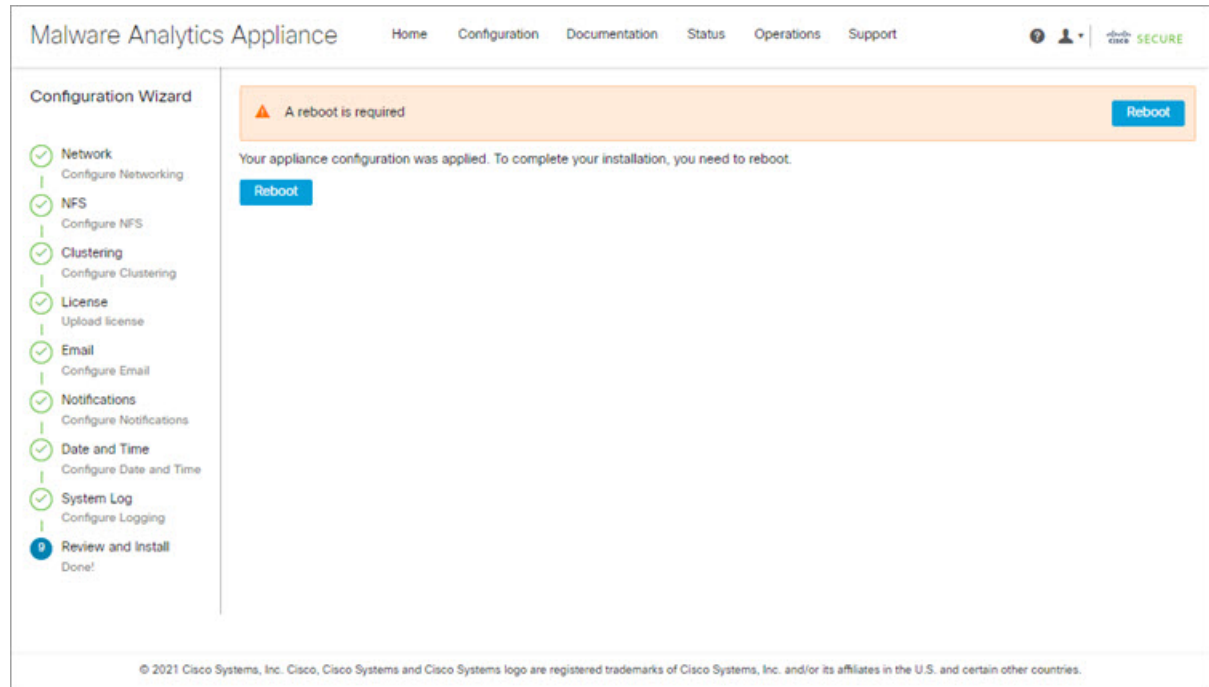 Malware Analytics Appliance
Home Configuration Documentation Status Operations Support
cisco SECURE
Configuration Wizard
A reboot is required
Reboot
Your appliance configuration was applied. To complete your installation, you need to reboot.
Reboot
Network
Configure Networking
NFS
Configure NFS
Clustering
Configure Clustering
License
Upload license
Email
Configure Email
Notifications
Configure Notifications
Date and Time
Configure Date and Time
System Log
Configure Logging
9 Review and Install
Done!
© 2021 Cisco Systems, Inc. Cisco, Cisco Systems and Cisco Systems logo are registered trademarks of Cisco Systems, Inc. and/or its affiliates in the U.S. and certain other countries.